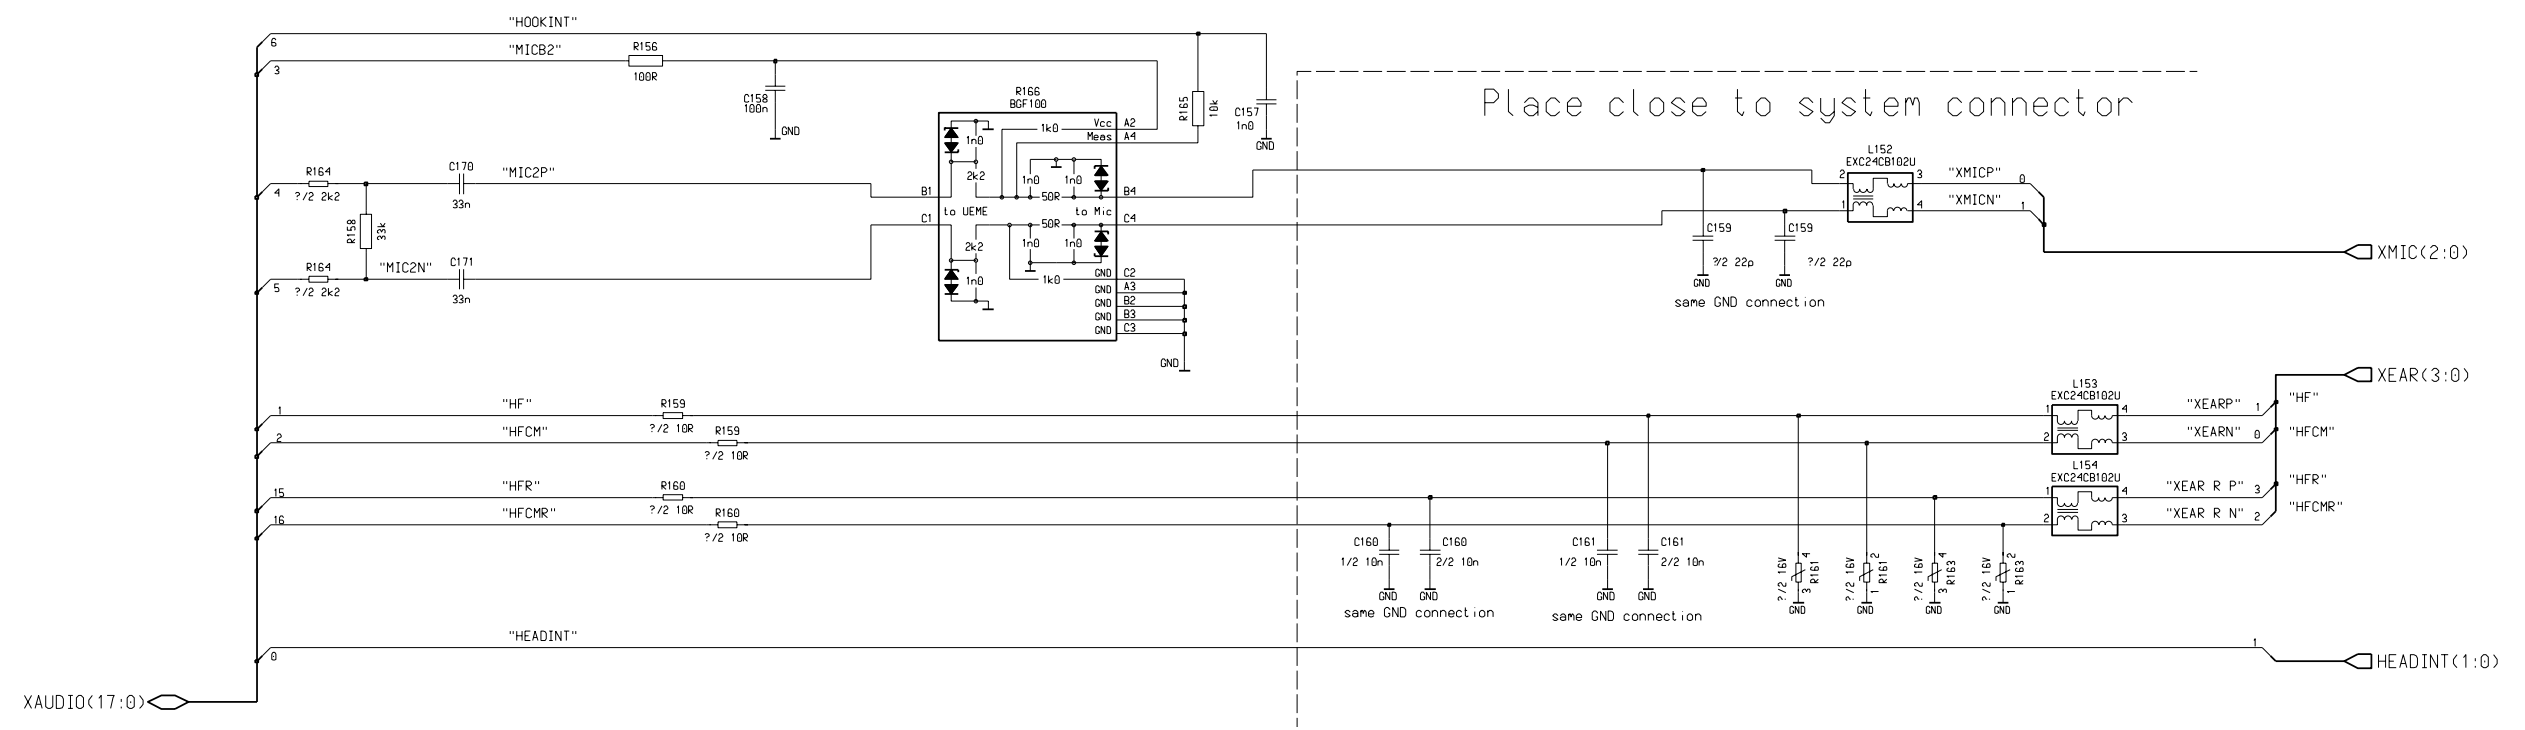 "HOOKINT"
6
"MICB2"
3
R156
100R
C158
100n
GND
R166
BGF100
R165
10k
C157
1n0
GND
Place close to system connector
Vcc
A2
Meas
A4
1k0
1n0
2k2
1n0
1n0
50R
B1
B4
to UEME
to Mic
C1
C4
50R
2k2
1n0
1n0
1n0
1k0
GND
C2
GND
A3
GND
B2
GND
B3
GND
C3
GND
4
R164
?/2 2k2
C170
33n
"MIC2P"
R158
33k
5
R164
?/2 2k2
"MIC2N"
C171
33n
L152
EXC24CB102U
2
3
1
4
"XMICP"
0
"XMICN"
1
C159
?/2 22p
GND
C159
?/2 22p
GND
same GND connection
XMIC(2:0)
XEAR(3:0)
1
"HF"
R159
?/2 10R
2
"HFCM"
R159
?/2 10R
15
"HFR"
R160
?/2 10R
16
"HFCMR"
R160
?/2 10R
L153
EXC24CB102U
1
4
2
3
"XEARP"
1
"HF"
"XEARN"
0
"HFCM"
L154
EXC24CB102U
1
4
2
3
"XEAR R P"
3
"HFR"
"XEAR R N"
2
"HFCMR"
C160
1/2 10n
GND
C160
2/2 10n
GND
same GND connection
C161
1/2 10n
GND
C161
2/2 10n
GND
same GND connection
?/2 16V
R161
4
3
GND
?/2 16V
R161
2
1
GND
?/2 16V
R163
4
3
GND
?/2 16V
R163
2
1
GND
"HEADINT"
0
1
HEADINT(1:0)
XAUDIO(17:0)